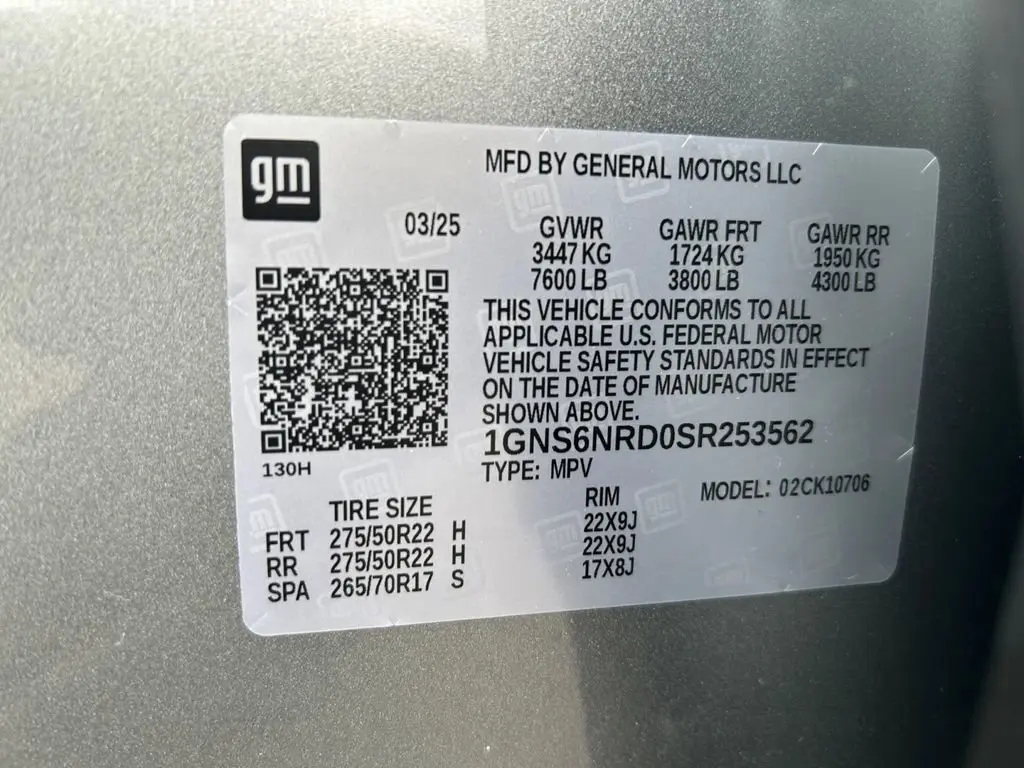 gm
MFD BY GENERAL MOTORS LLC
03/25 GVWR GAWR FRT GAWR RR
3447 KG 1724 KG 1950 KG
7600 LB 3800 LB 4300 LB
THIS VEHICLE CONFORMS TO ALL
APPLICABLE U.S. FEDERAL MOTOR
VEHICLE SAFETY STANDARDS IN EFFECT
ON THE DATE OF MANUFACTURE
SHOWN ABOVE.
1GNS6NRD0SR253562
130H
TYPE: MPV
MODEL: 02CK10706
TIRE SIZE RIM
FRT 275/50R22 H 22X9J
RR 275/50R22 H 22X9J
SPA 265/70R17 S 17X8J